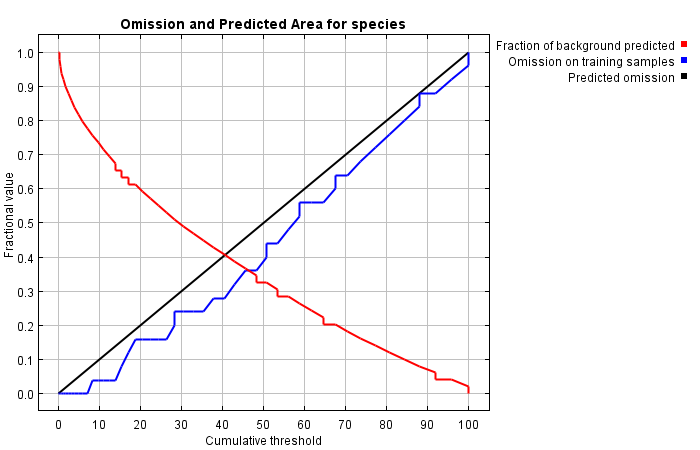 Omission and Predicted Area for species
Fraction of background predicted
Omission on training samples
Predicted omission
Fractional value
1.0
0.9
0.8
0.7
0.6
0.5
0.4
0.3
0.2
0.1
0.0
0 10 20 30 40 50 60 70 80 90 100
Cumulative threshold